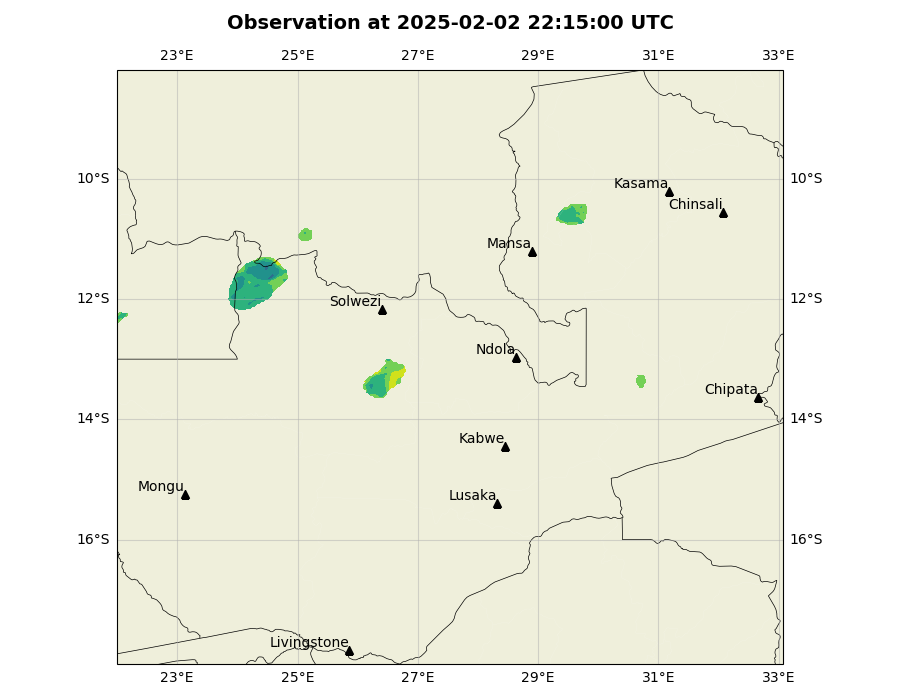 Observation at 2025-02-02 22:15:00 UTC
23°E 25°E 27°E 29°E 31°E 33°E
10°S 10°S
Kasama
Chinsali
Mansa
12°S 12°S
Solwezi
Ndola
Chipata
14°S 14°S
Kabwe
Mongu
Lusaka
16°S 16°S
Livingstone
23°E 25°E 27°E 29°E 31°E 33°E